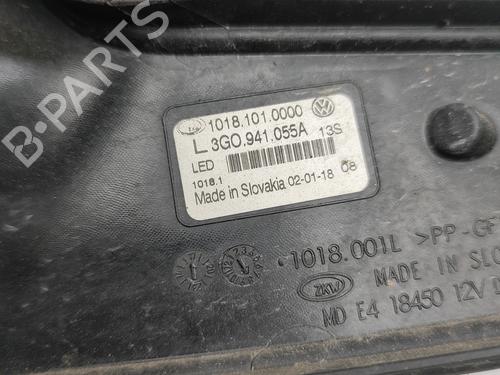 1018.101.0000
L 3G0.941.055A 13S
LED
1018.1
Made in Slovakia 02-01-18 08
1018.001L >PP-GF
ZKW MADE IN SLO
MD E4 18450 12V D